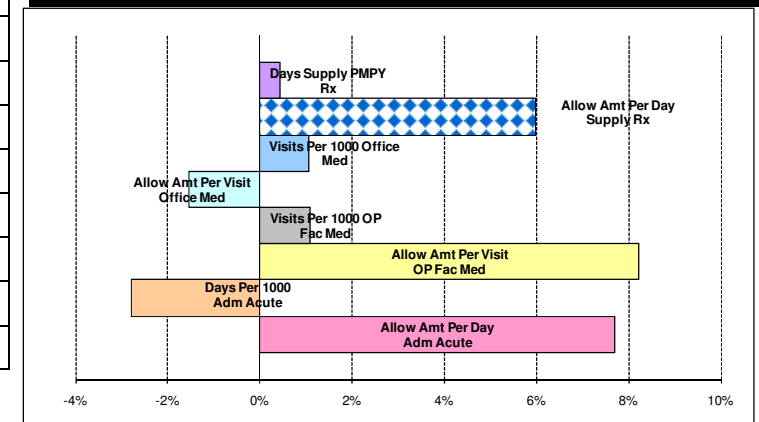 Days Supply PMPY
Rx
Allow Amt Per Day
Supply Rx
Visits Per 1000 Office
Med
Allow Amt Per Visit
Office Med
Visits Per 1000 OP
Fac Med
Allow Amt Per Visit
OP Fac Med
Days Per 1000
Adm Acute
Allow Amt Per Day
Adm Acute
-4% -2% 0% 2% 4% 6% 8% 10%